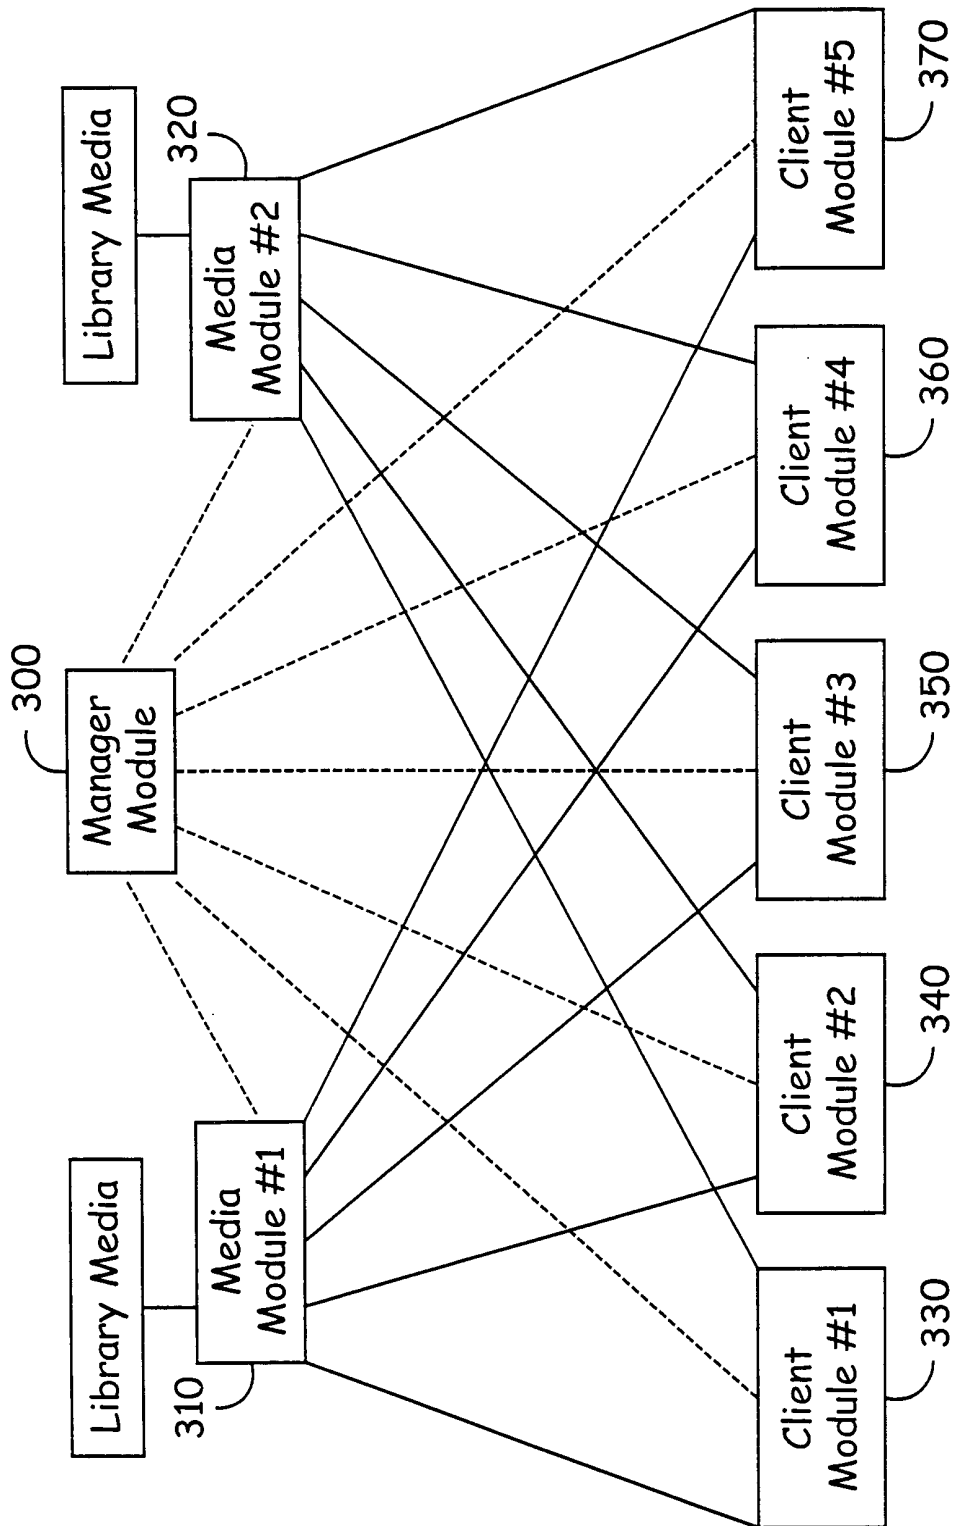 300
Manager
Module
Library Media
Library Media
310
Media
Module #1
320
Media
Module #2
Client
Module #1
Client
Module #2
Client
Module #3
Client
Module #4
Client
Module #5
330
340
350
360
370